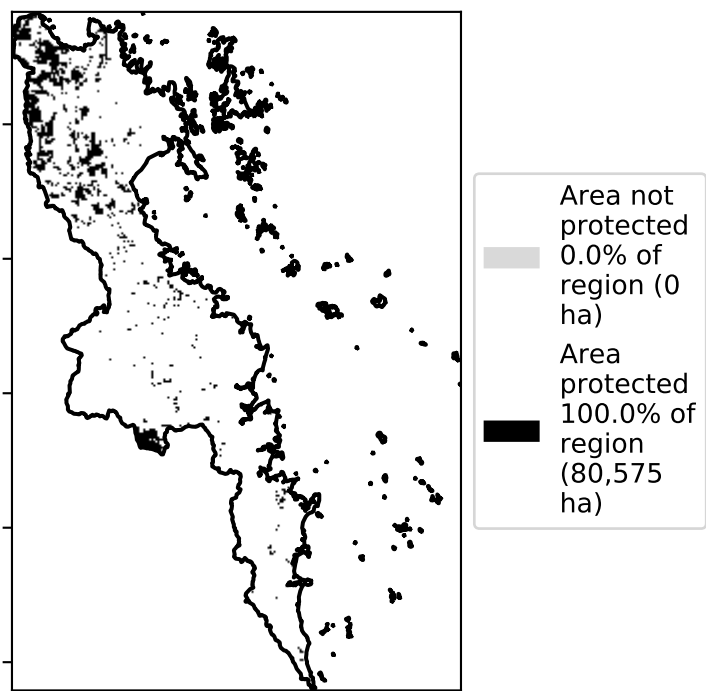 Area not
protected
0.0% of
region (0
ha)
Area
protected
100.0% of
region
(80,575
ha)